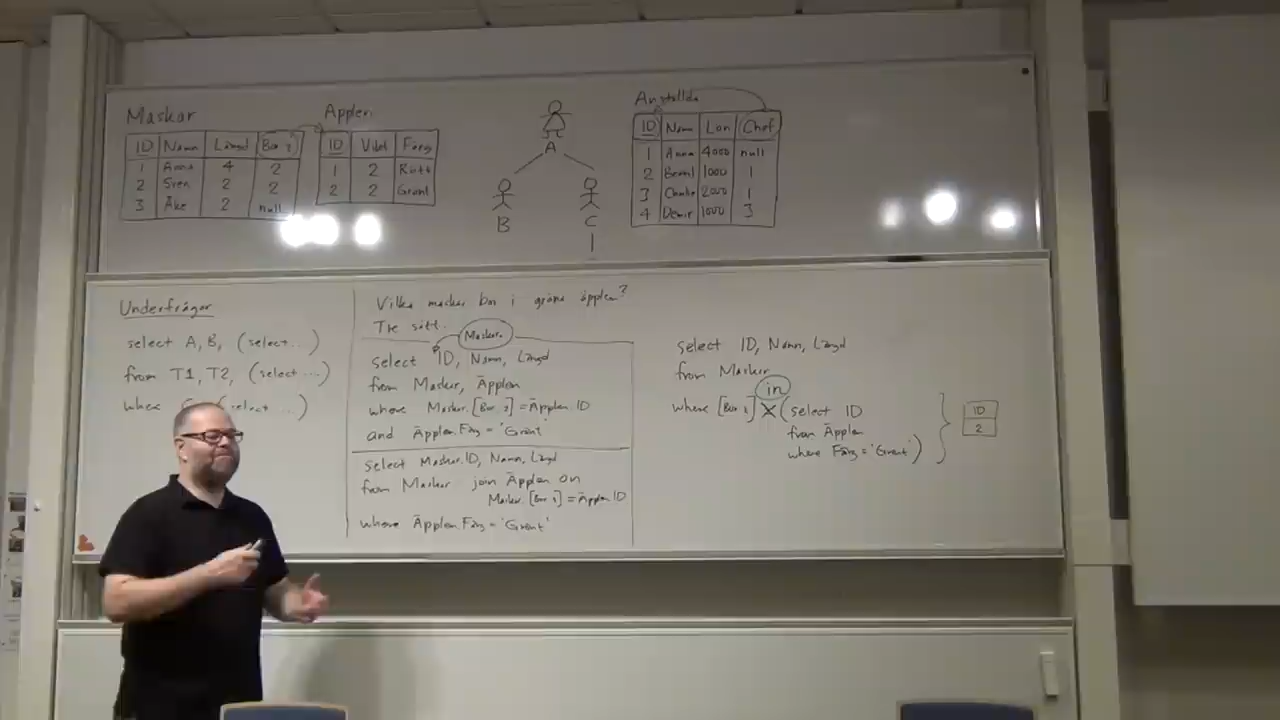 Maskar
ID Namn Längd Bor i
1 Anna 4 2
2 Sven 2 2
3 Åke 2 null
Äpplen
ID Vikt Färg
1 2 Rött
2 2 Grönt
A
B C
Anställda
ID Namn Lön Chef
1 Anna 4000 null
2 Bernt 1000 1
3 2000 1
4 1000 3
Underfrågor
select A, B, (select...)
from T1, T2, (select...)
where (select...)
Vilka maskar bor i gröna äpplen?
Tre sätt.
Maskar.
select ID, Namn, Längd
from Maskar, Äpplen
where Maskar.[Bor i] = Äpplen.ID
and Äpplen.Färg = 'Grönt'
select Maskar.ID, Namn, Längd
from Maskar join Äpplen on
Maskar.[Bor i] = Äpplen.ID
where Äpplen.Färg = 'Grönt'
select ID, Namn, Längd
from Maskar
in
where [Bor i] (select ID
from Äpplen
where Färg = 'Grönt')
ID
2